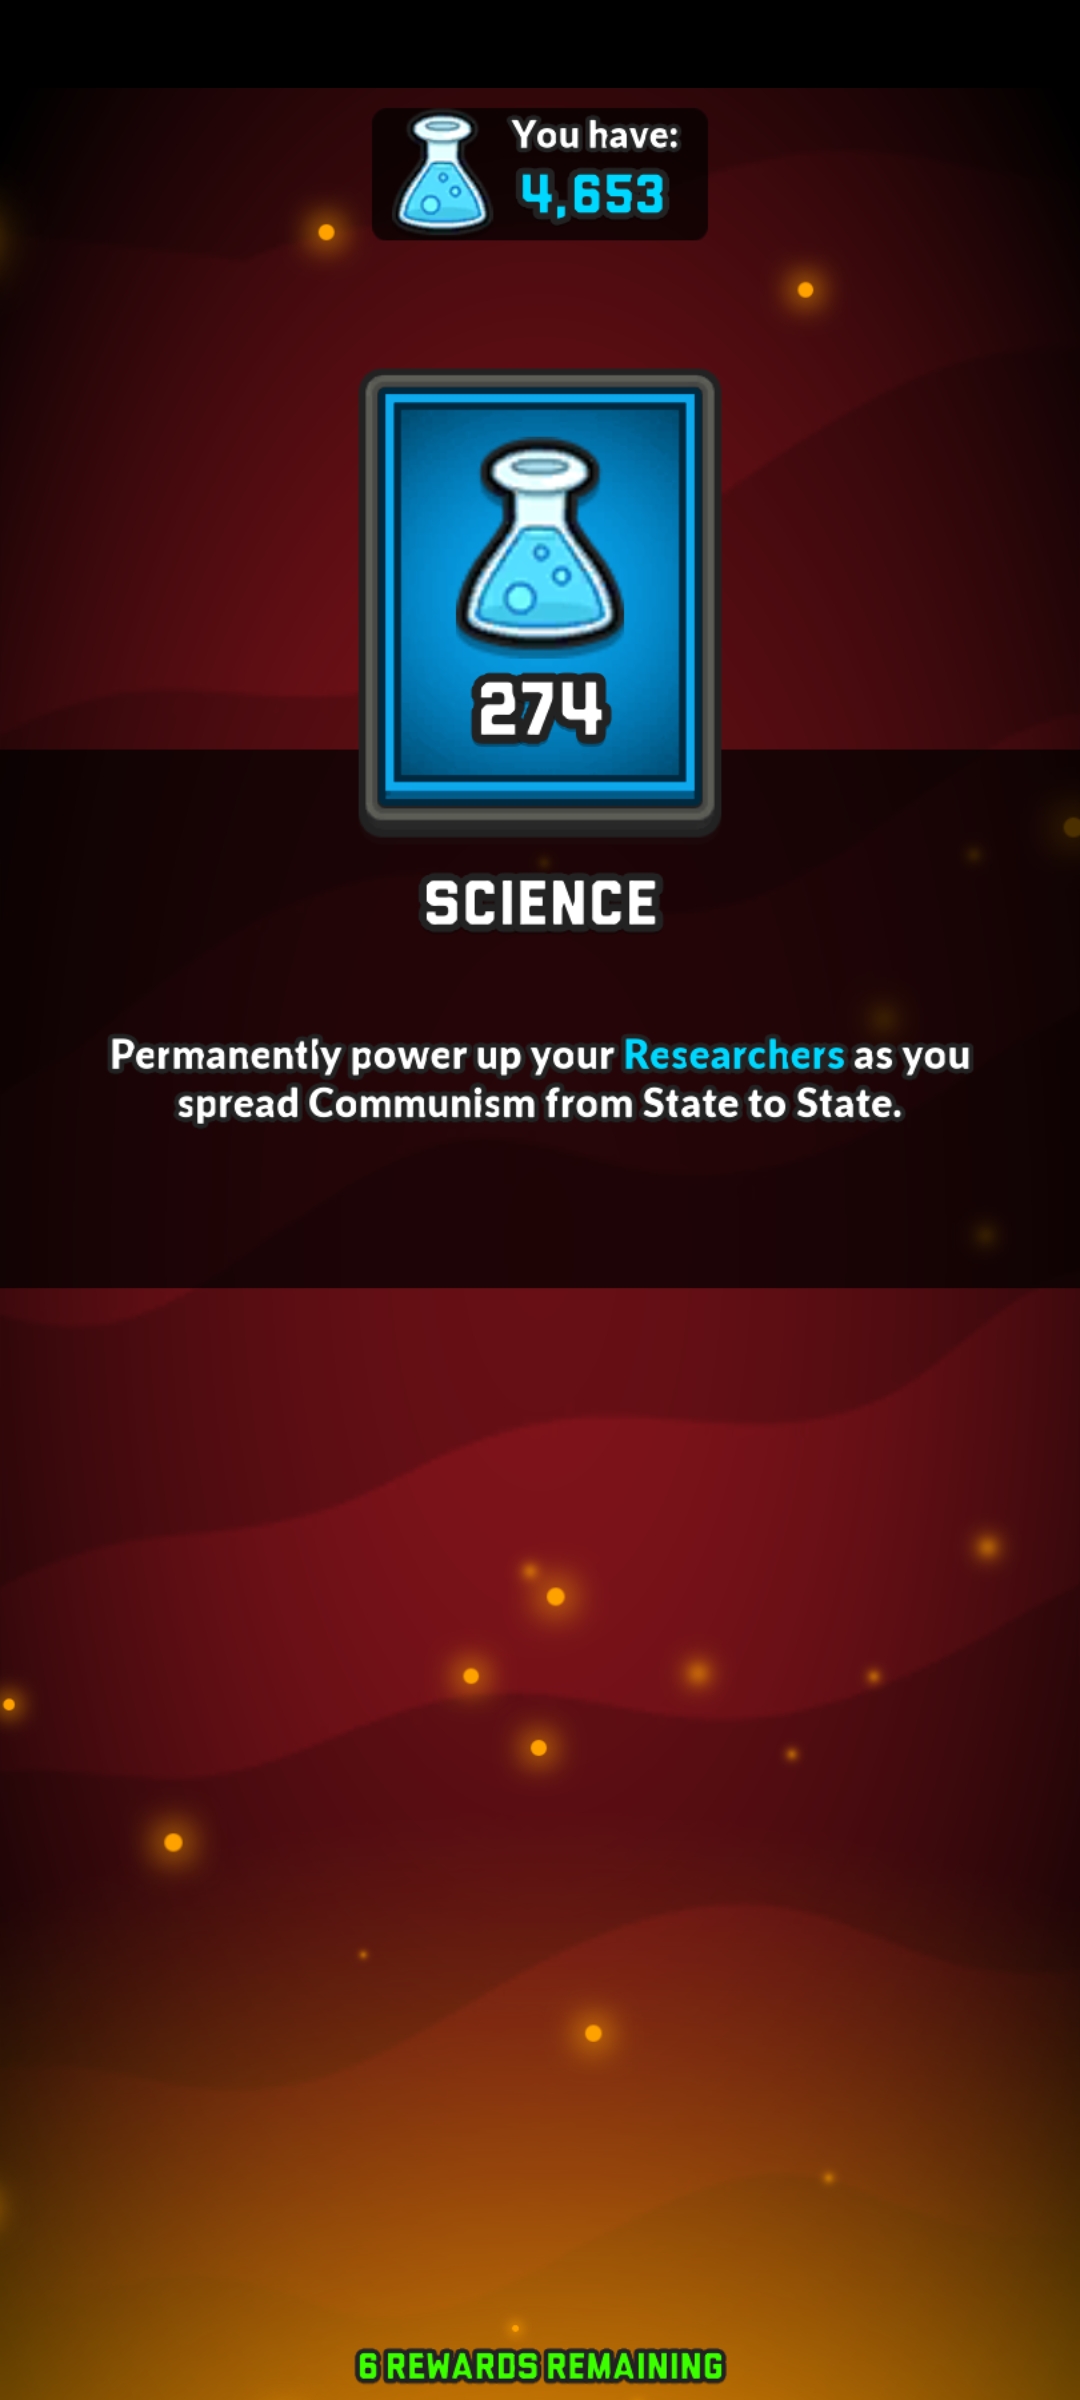 You have:
4,653
274
SCIENCE
Permanently power up your Researchers as you
spread Communism from State to State.
6 REWARDS REMAINING